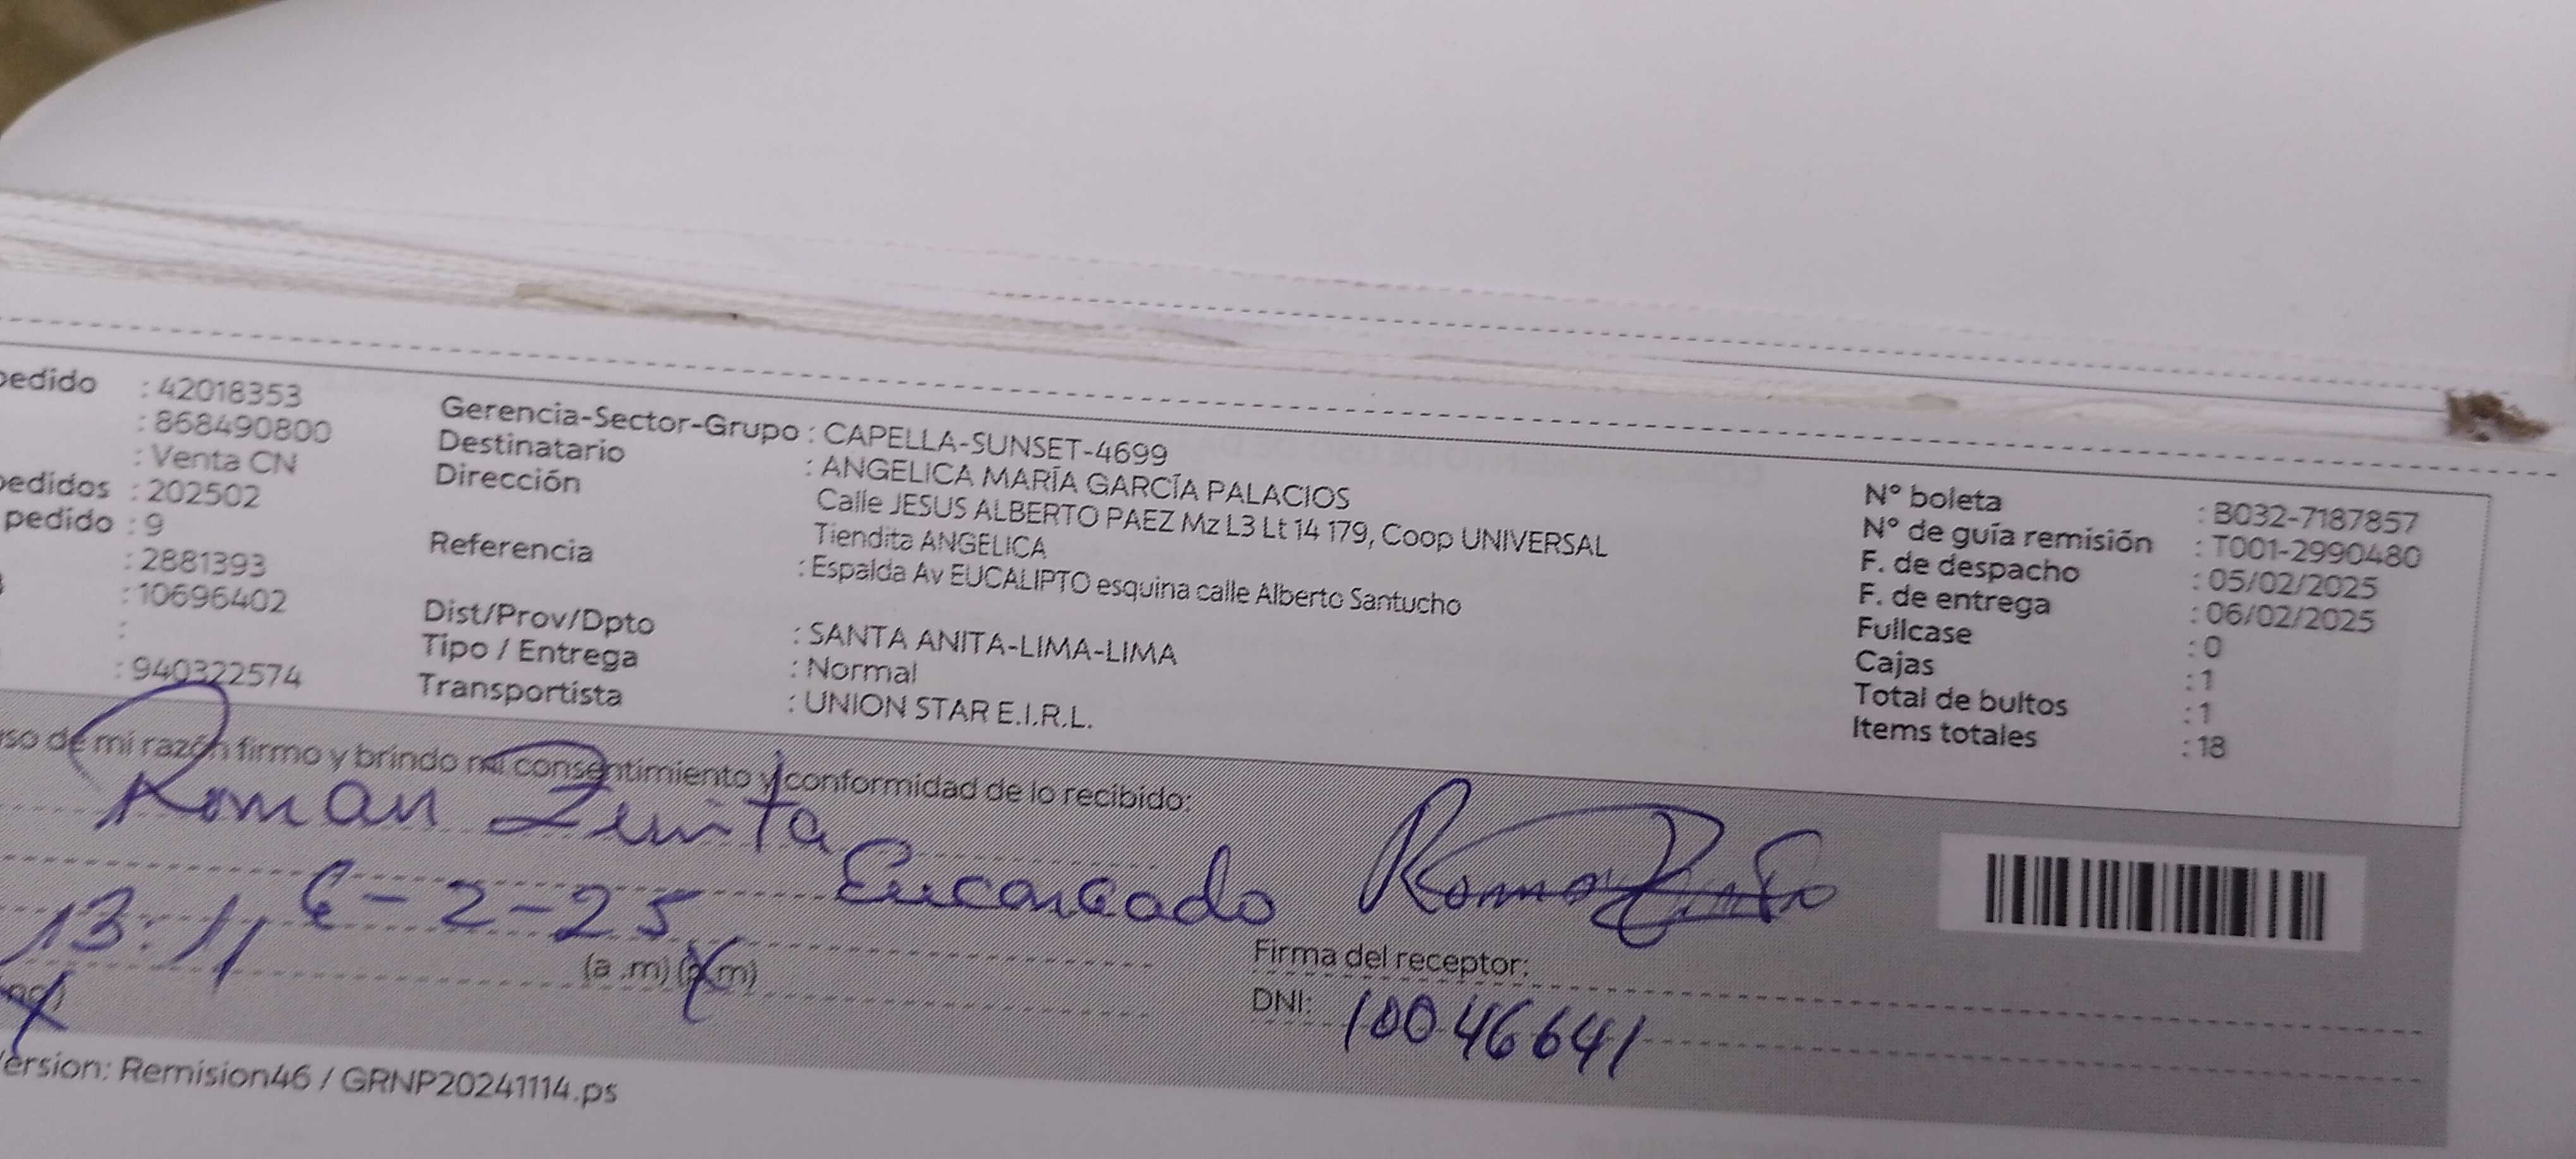 pedido : 42018353
: 868490800
: Venta CN
pedidos : 202502
pedido : 9
: 2881393
: 10696402
:
: 940322574
Gerencia-Sector-Grupo : CAPELLA-SUNSET-4699
Destinatario : ANGELICA MARÍA GARCÍA PALACIOS
Dirección Calle JESUS ALBERTO PAEZ Mz L3 Lt 14 179, Coop UNIVERSAL
Tiendita ANGELICA
Referencia : Espalda Av EUCALIPTO esquina calle Alberto Santucho
Dist/Prov/Dpto : SANTA ANITA-LIMA-LIMA
Tipo / Entrega : Normal
Transportista : UNION STAR E.I.R.L.
N° boleta : B032-7187857
N° de guía remisión : T001-2990480
F. de despacho : 05/02/2025
F. de entrega : 06/02/2025
Fullcase : 0
Cajas : 1
Total de bultos : 1
Items totales : 18
uso de mi razón firmo y brindo mi consentimiento y conformidad de lo recibido:
Roman Zurita
Encargado
6-2-25
13:11
(a .m) (p.m)
Firma del receptor:
DNI: 10046641
Version: Remision46 / GRNP20241114.ps